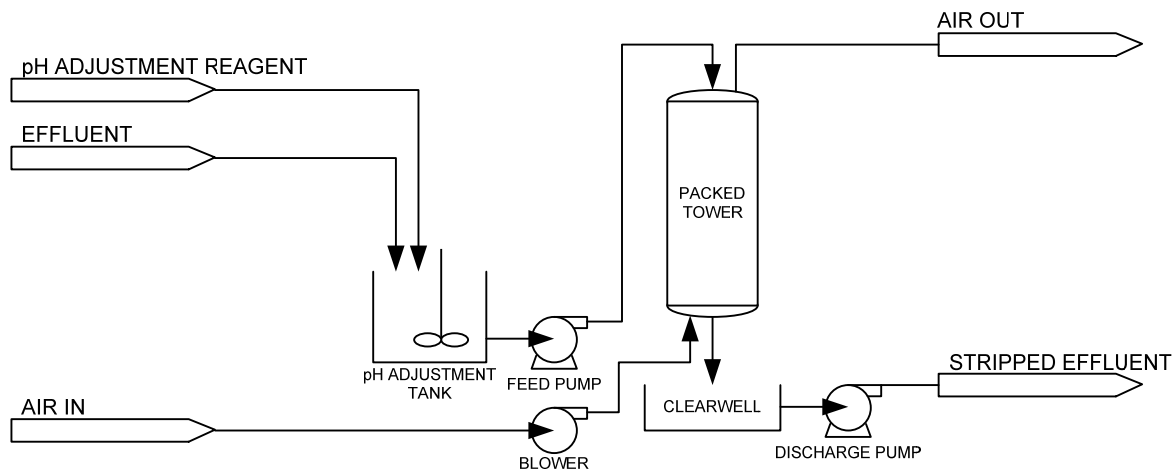 AIR OUT
pH ADJUSTMENT REAGENT
EFFLUENT
PACKED
TOWER
pH ADJUSTMENT
TANK
FEED PUMP
STRIPPED EFFLUENT
AIR IN
CLEARWELL
BLOWER
DISCHARGE PUMP